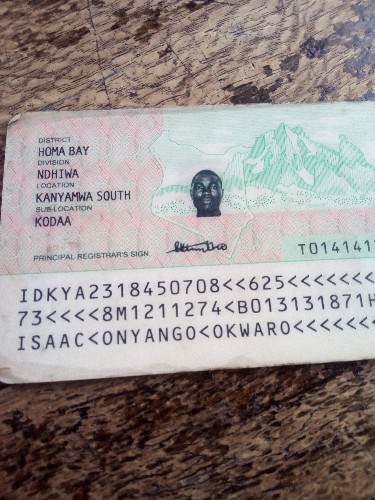 DISTRICT
HOMA BAY
DIVISION
NDHIWA
LOCATION
KANYAMWA SOUTH
SUB-LOCATION
KODAA
PRINCIPAL REGISTRAR'S SIGN.
T0141417
IDKYA2318450708<<625<<<<<<<
73<<<<8M1211274<B013131871H
ISAAC<ONYANGO<OKWARO<<<<<<<